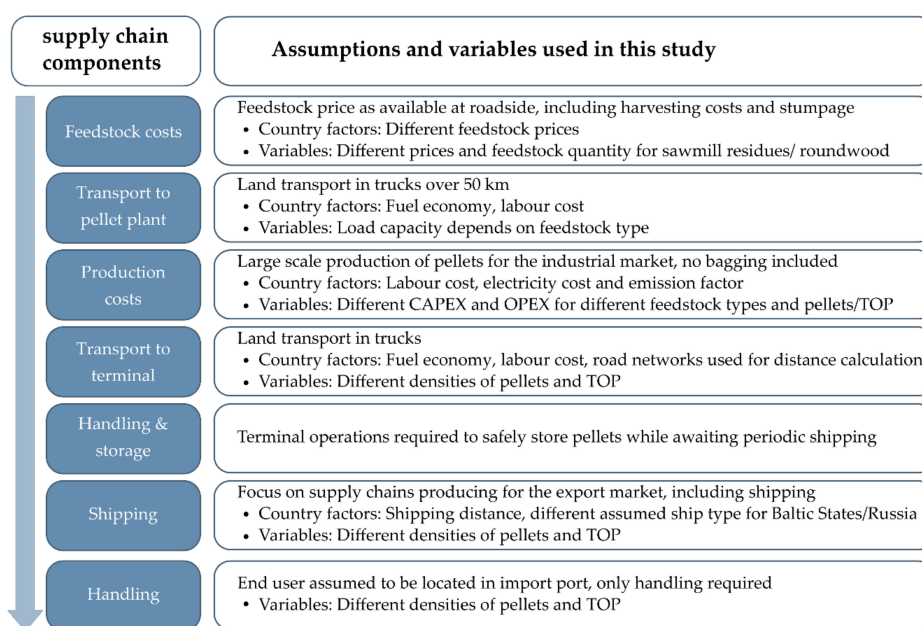 supply chain
components
Assumptions and variables used in this study
Feedstock costs
Feedstock price as available at roadside, including harvesting costs and stumpage
• Country factors: Different feedstock prices
• Variables: Different prices and feedstock quantity for sawmill residues/ roundwood
Transport to
pellet plant
Land transport in trucks over 50 km
• Country factors: Fuel economy, labour cost
• Variables: Load capacity depends on feedstock type
Production
costs
Large scale production of pellets for the industrial market, no bagging included
• Country factors: Labour cost, electricity cost and emission factor
• Variables: Different CAPEX and OPEX for different feedstock types and pellets/TOP
Transport to
terminal
Land transport in trucks
• Country factors: Fuel economy, labour cost, road networks used for distance calculation
• Variables: Different densities of pellets and TOP
Handling &
storage
Terminal operations required to safely store pellets while awaiting periodic shipping
Shipping
Focus on supply chains producing for the export market, including shipping
• Country factors: Shipping distance, different assumed ship type for Baltic States/Russia
• Variables: Different densities of pellets and TOP
Handling
End user assumed to be located in import port, only handling required
• Variables: Different densities of pellets and TOP